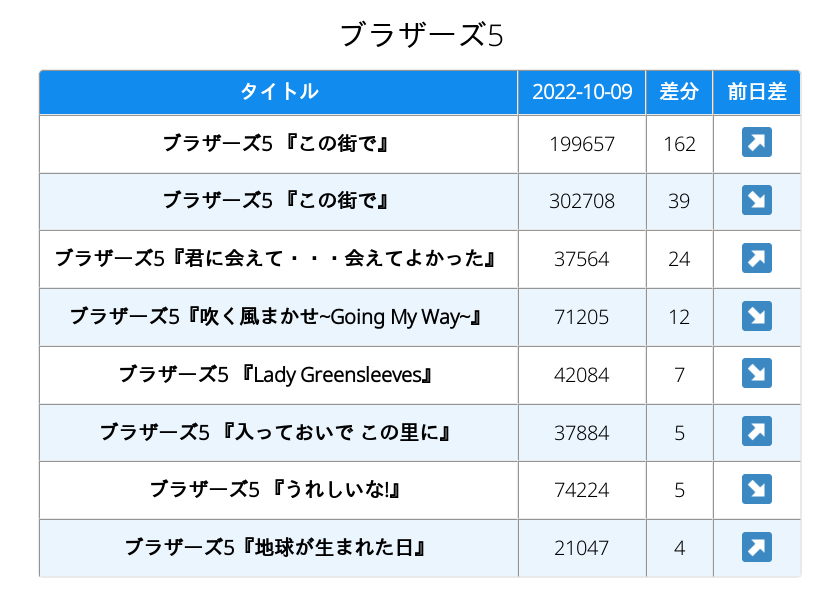 ブラザーズ5
タイトル 2022-10-09 差分 前日差
ブラザーズ5 『この街で』 199657 162 ↗
ブラザーズ5 『この街で』 302708 39 ↘
ブラザーズ5『君に会えて・・・会えてよかった』 37564 24 ↗
ブラザーズ5『吹く風まかせ~Going My Way~』 71205 12 ↘
ブラザーズ5 『Lady Greensleeves』 42084 7 ↘
ブラザーズ5 『入っておいで この里に』 37884 5 ↗
ブラザーズ5 『うれしいな!』 74224 5 ↘
ブラザーズ5『地球が生まれた日』 21047 4 ↗